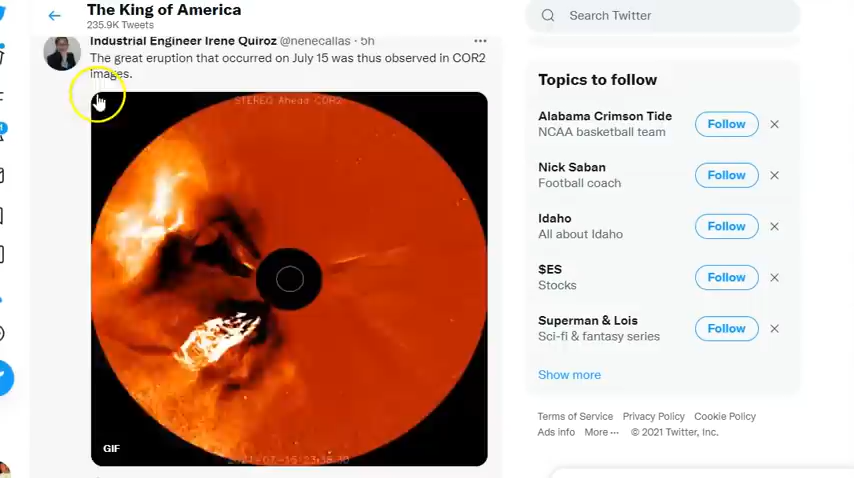 The King of America
235.9K Tweets
Industrial Engineer Irene Quiroz @nenecallas · 5h
The great eruption that occurred on July 15 was thus observed in COR2
images.
STEREO Ahead COR2
GIF
Search Twitter
Topics to follow
Alabama Crimson Tide
NCAA basketball team
Follow
Nick Saban
Football coach
Follow
Idaho
All about Idaho
Follow
$ES
Stocks
Follow
Superman & Lois
Sci-fi & fantasy series
Follow
Show more
Terms of Service Privacy Policy Cookie Policy
Ads info More ··· © 2021 Twitter, Inc.